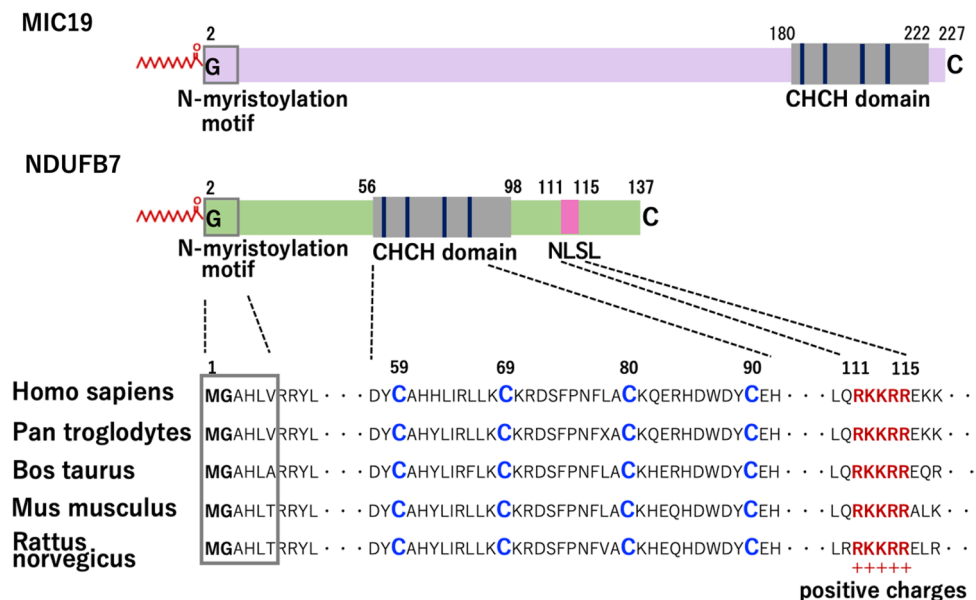 MIC19
2 180 222 227
O
G C
N-myristoylation
motif
CHCH domain
NDUFB7
2 56 98 111 115 137
O
G C
N-myristoylation
motif
CHCH domain
NLSL
1 59 69 80 90 111 115
Homo sapiens MGAHLVRRYL · · · DYCAHHLIRLLKCKRDSFPNFLACKQERHDWDYCEH · · · LQRKKRREKK · ·
Pan troglodytes MGAHLVRRYL · · · DYCAHYLIRLLKCKRDSFPNFXACKQERHDWDYCEH · · · LQRKKRREKK · ·
Bos taurus MGAHLARRYL · · · DYCAHYLIRFLKCKRDSFPNFLACKHERHDWDYCEH · · · LQRKKRREQR · ·
Mus musculus MGAHLTRRYL · · · DYCAHYLIRLLKCKRDSFPNFLACKHEQHDWDYCEH · · · LQRKKRRALK · ·
Rattus
norvegicus MGAHLTRRYL · · · DYCAHYLIRLLKCKRDSFPNFVACKHEQHDWDYCEH · · · LRRKKRRELR · ·
+++++
positive charges